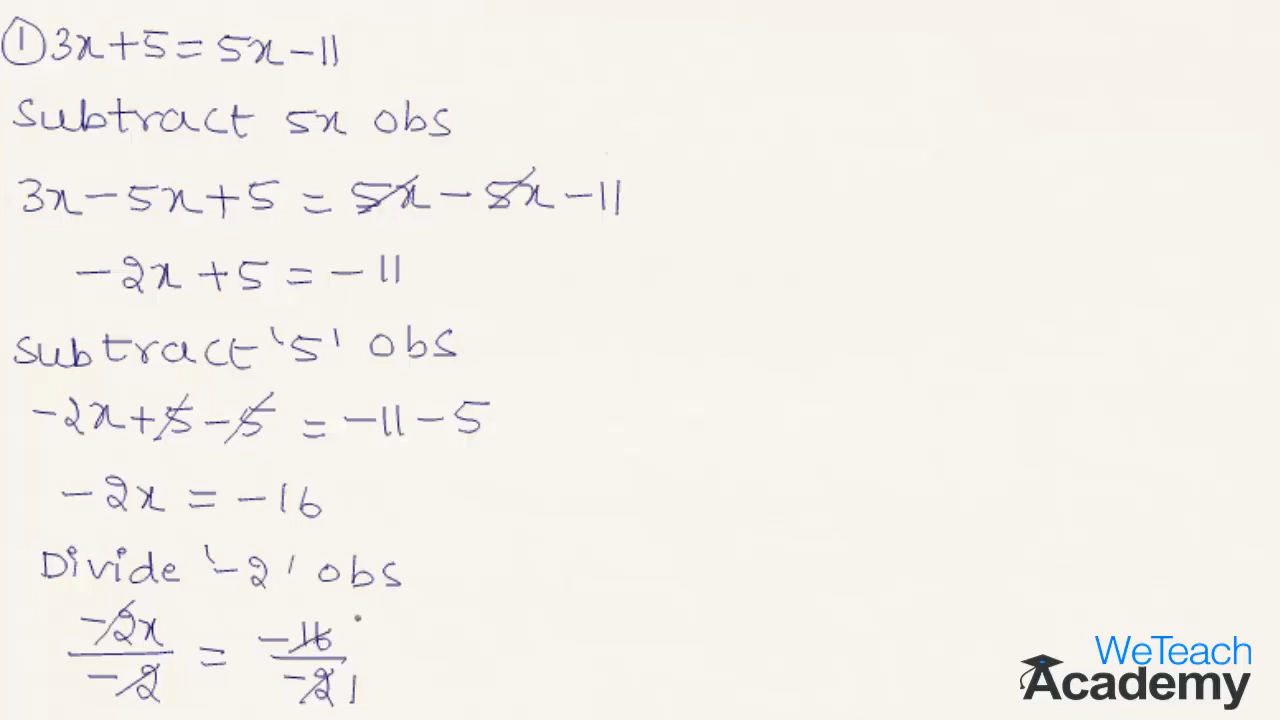 ① 3x+5=5x-11
Subtract 5x obs
3x-5x+5=5x-5x-11
-2x+5=-11
Subtract '5' obs
-2x+5-5=-11-5
-2x=-16
Divide '-2' obs
-2x/-2 = -16/-2 1
WeTeach
Academy